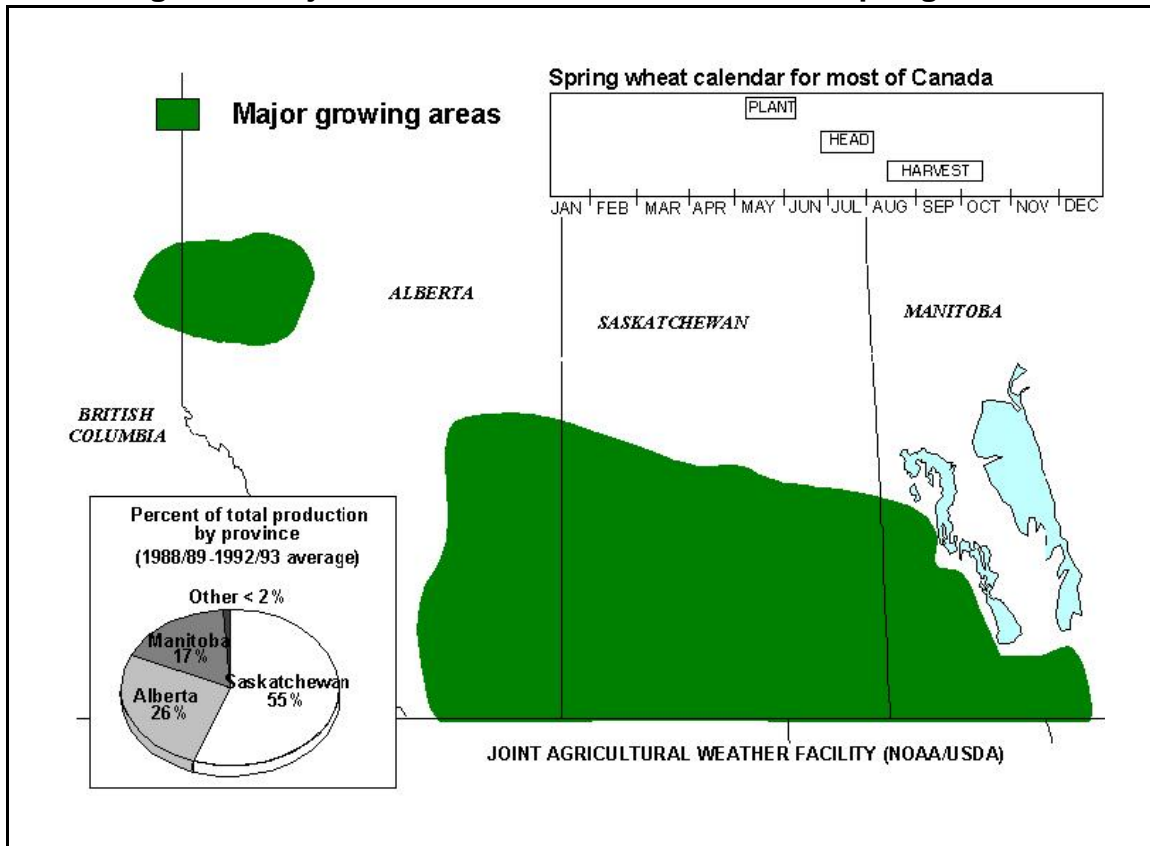 Major growing areas
Spring wheat calendar for most of Canada
PLANT
HEAD
HARVEST
JAN FEB MAR APR MAY JUN JUL AUG SEP OCT NOV DEC
ALBERTA
SASKATCHEWAN
MANITOBA
BRITISH
COLUMBIA
Percent of total production
by province
(1988/89-1992/93 average)
Other < 2%
Manitoba
17%
Saskatchewan
55%
Alberta
26%
JOINT AGRICULTURAL WEATHER FACILITY (NOAA/USDA)